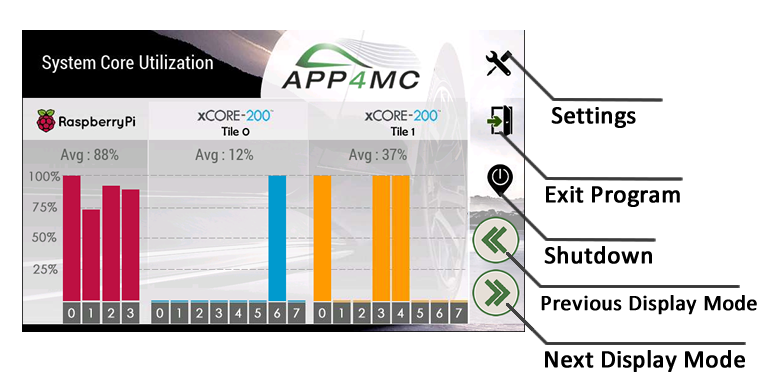 System Core Utilization
APP4MC
RaspberryPi
xCORE-200™
Tile 0
xCORE-200™
Tile 1
Avg : 88%
Avg : 12%
Avg : 37%
100%
75%
50%
25%
0 1 2 3
0 1 2 3 4 5 6 7
0 1 2 3 4 5 6 7
Settings
Exit Program
Shutdown
Previous Display Mode
Next Display Mode